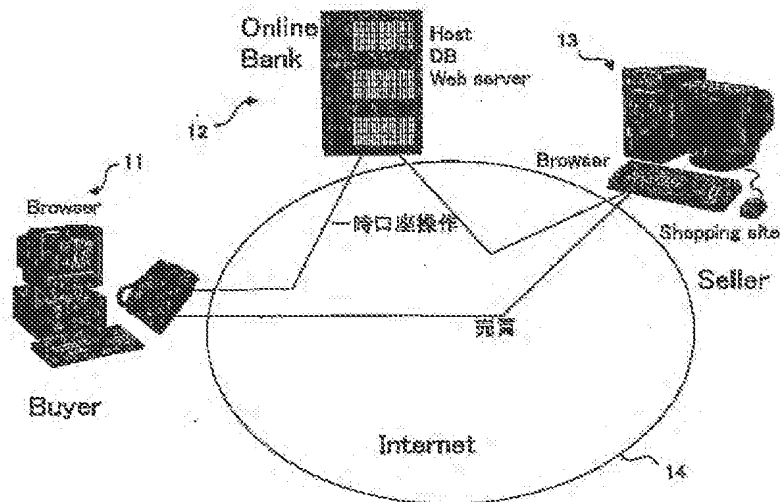 Online
Bank
Host
DB
Web server
13
12
11
Browser
Browser
一時口座操作
Shopping site
Seller
売買
Buyer
Internet
14